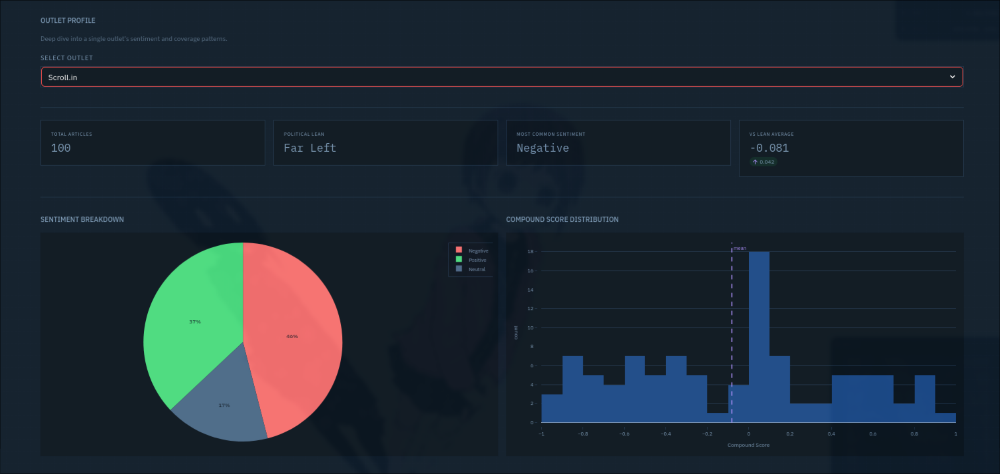 OUTLET PROFILE
Deep dive into a single outlet's sentiment and coverage patterns.
SELECT OUTLET
Scroll.in
TOTAL ARTICLES
100
POLITICAL LEAN
Far Left
MOST COMMON SENTIMENT
Negative
VS LEAN AVERAGE
-0.081
↑ 0.042
SENTIMENT BREAKDOWN
Negative
Positive
Neutral
37%
46%
17%
COMPOUND SCORE DISTRIBUTION
mean
18
16
14
12
10
8
6
4
2
0
count
−1 −0.8 −0.6 −0.4 −0.2 0 0.2 0.4 0.6 0.8 1
Compound Score